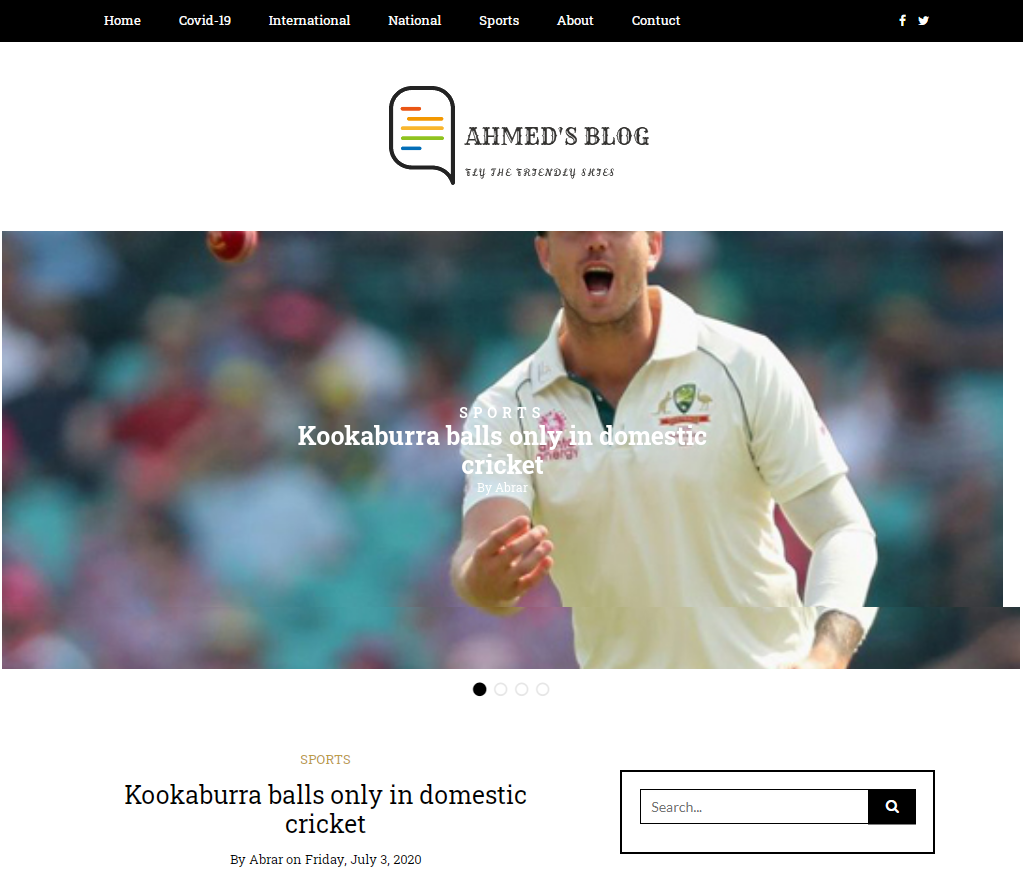 Home Covid-19 International National Sports About Contuct
AHMED'S BLOG
FLY THE FRIENDLY SKIES
SPORTS
Kookaburra balls only in domestic
cricket
By Abrar
energy
SPORTS
Kookaburra balls only in domestic
cricket
By Abrar on Friday, July 3, 2020
Search...